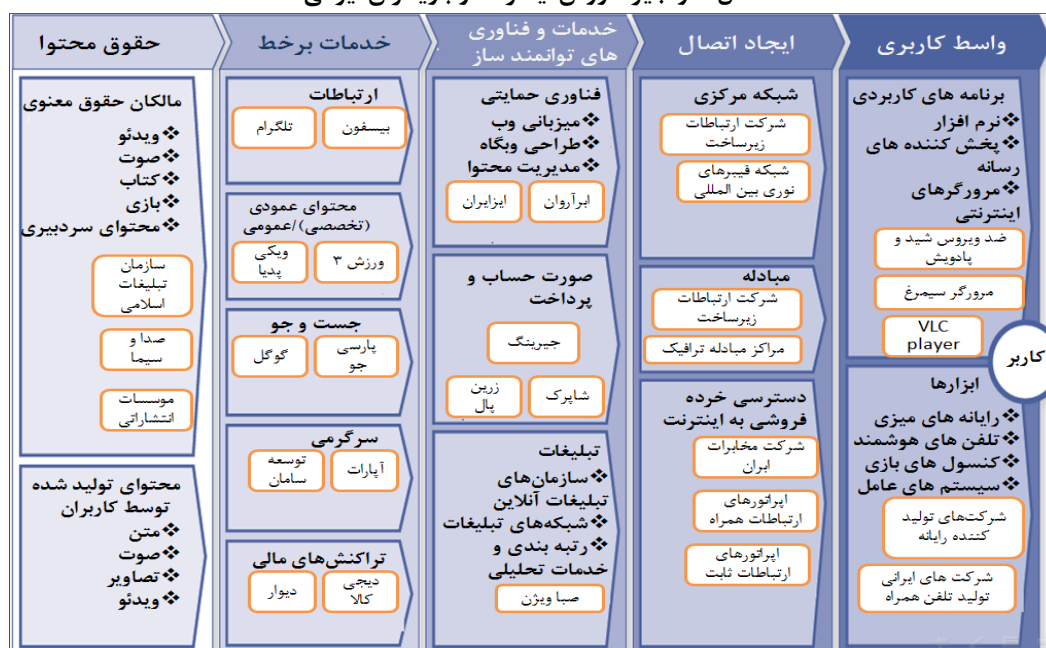 حقوق محتوا
مالکان حقوق معنوی
❖ویدئو
❖صوت
❖کتاب
❖بازی
❖محتوای سردبیری
سازمان
تبلیغات
اسلامی
صدا و
سیما
موسسات
انتشاراتی
محتوای تولید شده
توسط کاربران
❖متن
❖صوت
❖تصاویر
❖ویدئو
خدمات برخط
ارتباطات
بیسفون
تلگرام
محتوای عمودی
(تخصصی)/عمومی
ورزش ۳
ویکی
پدیا
جست و جو
پارسی
جو
گوگل
سرگرمی
آپارات
توسعه
سامان
تراکنش‌های مالی
دیجی
کالا
دیوار
خدمات و فناوری
های توانمند ساز
فناوری حمایتی
❖میزبانی وب
❖طراحی وبگاه
❖مدیریت محتوا
ابرآروان
ایزایران
صورت حساب و
پرداخت
جیرینگ
شاپرک
زرین
پال
تبلیغات
❖سازمان‌های
تبلیغات آنلاین
❖شبکه‌های تبلیغات
❖رتبه بندی و
خدمات تحلیلی
صبا ویژن
ایجاد اتصال
شبکه مرکزی
شرکت ارتباطات
زیرساخت
شبکه فیبرهای
نوری بین المللی
مبادله
شرکت ارتباطات
زیرساخت
مراکز مبادله ترافیک
دسترسی خرده
فروشی به اینترنت
شرکت مخابرات
ایران
اپراتورهای
ارتباطات همراه
اپراتورهای
ارتباطات ثابت
واسط کاربری
برنامه های کاربردی
❖نرم افزار
❖پخش کننده های
رسانه
❖مرورگرهای
اینترنتی
ضد ویروس شید و
پادویش
مرورگر سیمرغ
VLC
player
کاربر
ابزارها
❖رایانه های میزی
❖تلفن های هوشمند
❖کنسول های بازی
❖سیستم های عامل
شرکت‌های تولید
کننده رایانه
شرکت های ایرانی
تولید تلفن همراه